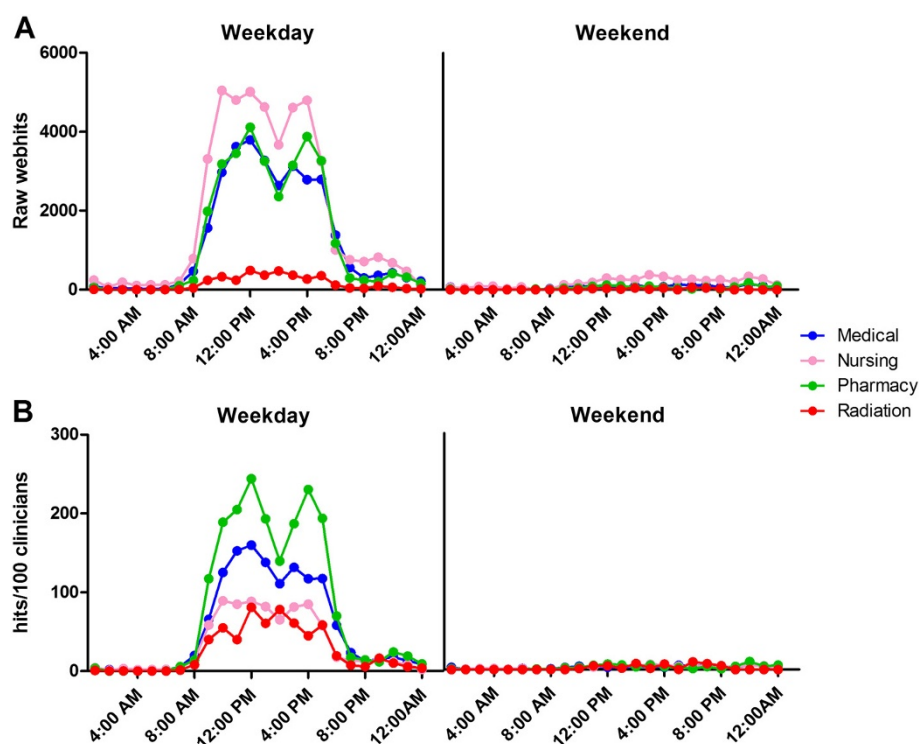 A
Weekday
Weekend
Raw webhits
6000
4000
2000
0
4:00 AM
8:00 AM
12:00 PM
4:00 PM
8:00 PM
12:00AM
4:00 AM
8:00 AM
12:00 PM
4:00 PM
8:00 PM
12:00AM
Medical
Nursing
Pharmacy
Radiation
B
Weekday
Weekend
hits/100 clinicians
300
200
100
0
4:00 AM
8:00 AM
12:00 PM
4:00 PM
8:00 PM
12:00AM
4:00 AM
8:00 AM
12:00 PM
4:00 PM
8:00 PM
12:00AM